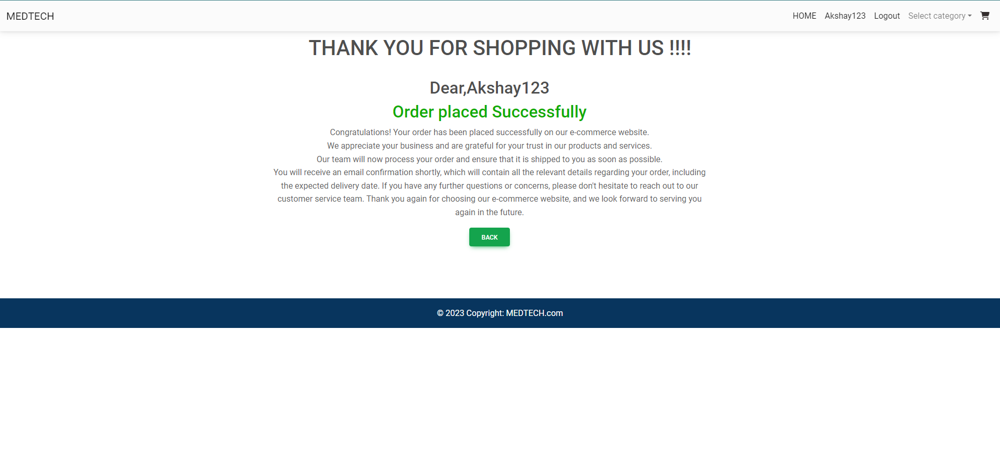 MEDTECH
HOME Akshay123 Logout Select category
THANK YOU FOR SHOPPING WITH US !!!!
Dear,Akshay123
Order placed Successfully
Congratulations! Your order has been placed successfully on our e-commerce website.
We appreciate your business and are grateful for your trust in our products and services.
Our team will now process your order and ensure that it is shipped to you as soon as possible.
You will receive an email confirmation shortly, which will contain all the relevant details regarding your order, including
the expected delivery date. If you have any further questions or concerns, please don't hesitate to reach out to our
customer service team. Thank you again for choosing our e-commerce website, and we look forward to serving you
again in the future.
BACK
© 2023 Copyright: MEDTECH.com